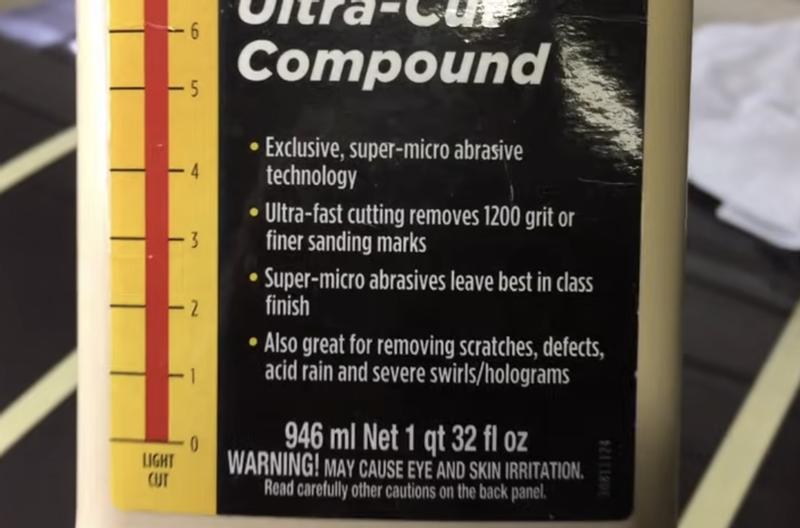 Ultra-Cut
Compound
6
5
4
3
2
1
0
LIGHT
CUT
• Exclusive, super-micro abrasive
technology
• Ultra-fast cutting removes 1200 grit or
finer sanding marks
• Super-micro abrasives leave best in class
finish
• Also great for removing scratches, defects,
acid rain and severe swirls/holograms
946 ml Net 1 qt 32 fl oz
WARNING! MAY CAUSE EYE AND SKIN IRRITATION.
Read carefully other cautions on the back panel.